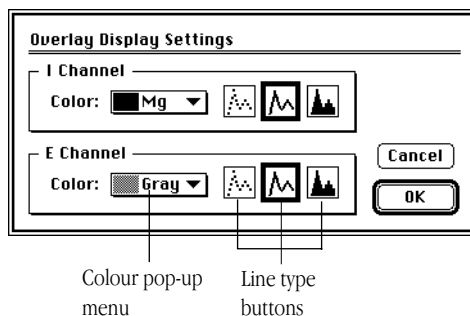 Overlay Display Settings
I Channel
Color: Mg
E Channel
Color: Gray
Cancel
OK
Colour pop-up
menu
Line type
buttons